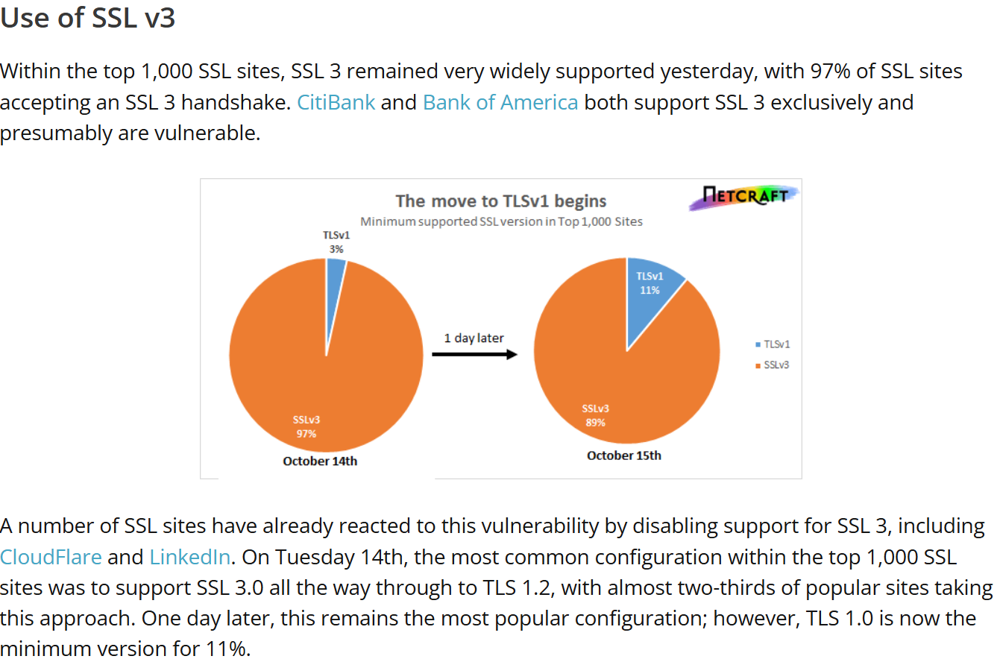 Use of SSL v3
Within the top 1,000 SSL sites, SSL 3 remained very widely supported yesterday, with 97% of SSL sites
accepting an SSL 3 handshake. CitiBank and Bank of America both support SSL 3 exclusively and
presumably are vulnerable.
NETCRAFT
The move to TLSv1 begins
Minimum supported SSL version in Top 1,000 Sites
TLSv1
3%
SSLv3
97%
October 14th
1 day later
TLSv1
11%
SSLv3
89%
October 15th
TLSv1
SSLv3
A number of SSL sites have already reacted to this vulnerability by disabling support for SSL 3, including
CloudFlare and LinkedIn. On Tuesday 14th, the most common configuration within the top 1,000 SSL
sites was to support SSL 3.0 all the way through to TLS 1.2, with almost two-thirds of popular sites taking
this approach. One day later, this remains the most popular configuration; however, TLS 1.0 is now the
minimum version for 11%.